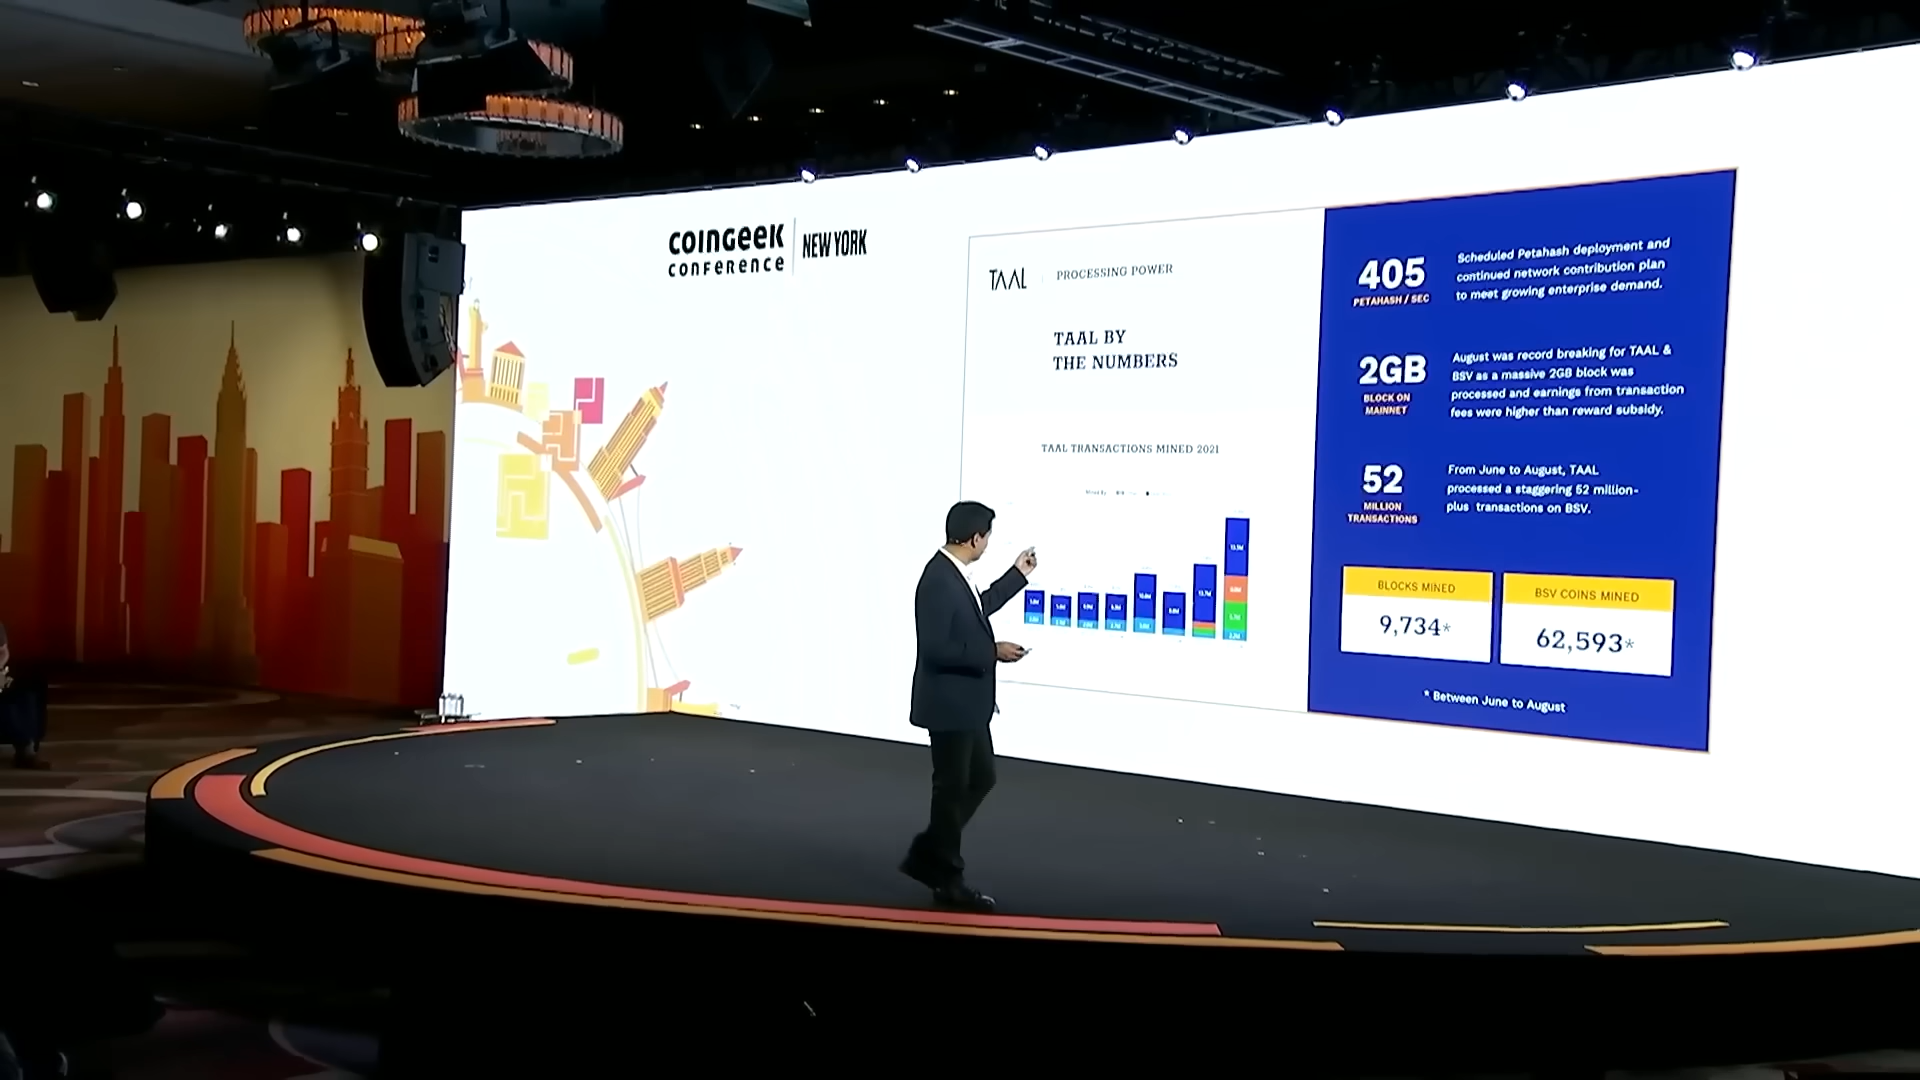 COINGEEK
CONFERENCE
NEW YORK
TAAL
PROCESSING POWER
TAAL BY
THE NUMBERS
TAAL TRANSACTIONS MINED 2021
405
PETAHASH / SEC
Scheduled Petahash deployment and
continued network contribution plan
to meet growing enterprise demand.
2GB
BLOCK ON
MAINNET
August was record breaking for TAAL &
BSV as a massive 2GB block was
processed and earnings from transaction
fees were higher than reward subsidy.
52
MILLION
TRANSACTIONS
From June to August, TAAL
processed a staggering 52 million-
plus transactions on BSV.
BLOCKS MINED
9,734*
BSV COINS MINED
62,593*
* Between June to August